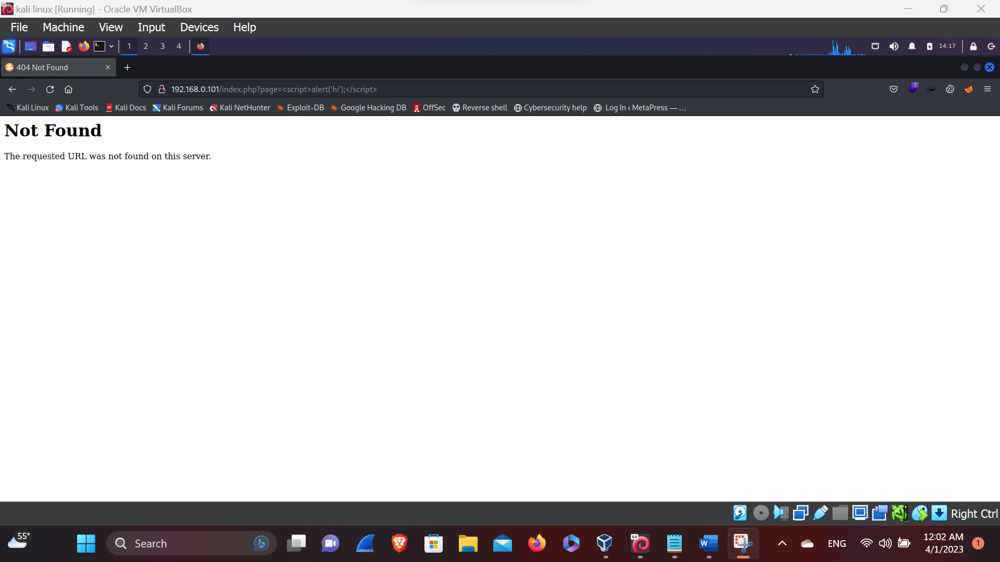 kali linux [Running] - Oracle VM VirtualBox
File Machine View Input Devices Help
1 2 3 4 14:17
404 Not Found
7
192.168.0.101/index.php?page=<script>alert('hi');</script>
Kali Linux Kali Tools Kali Docs Kali Forums Kali NetHunter Exploit-DB Google Hacking DB OffSec Reverse shell Cybersecurity help Log In ‹ MetaPress — …
Not Found
The requested URL was not found on this server.
Right Ctrl
55°
Search
64
W
ENG
12:02 AM
4/1/2023
1